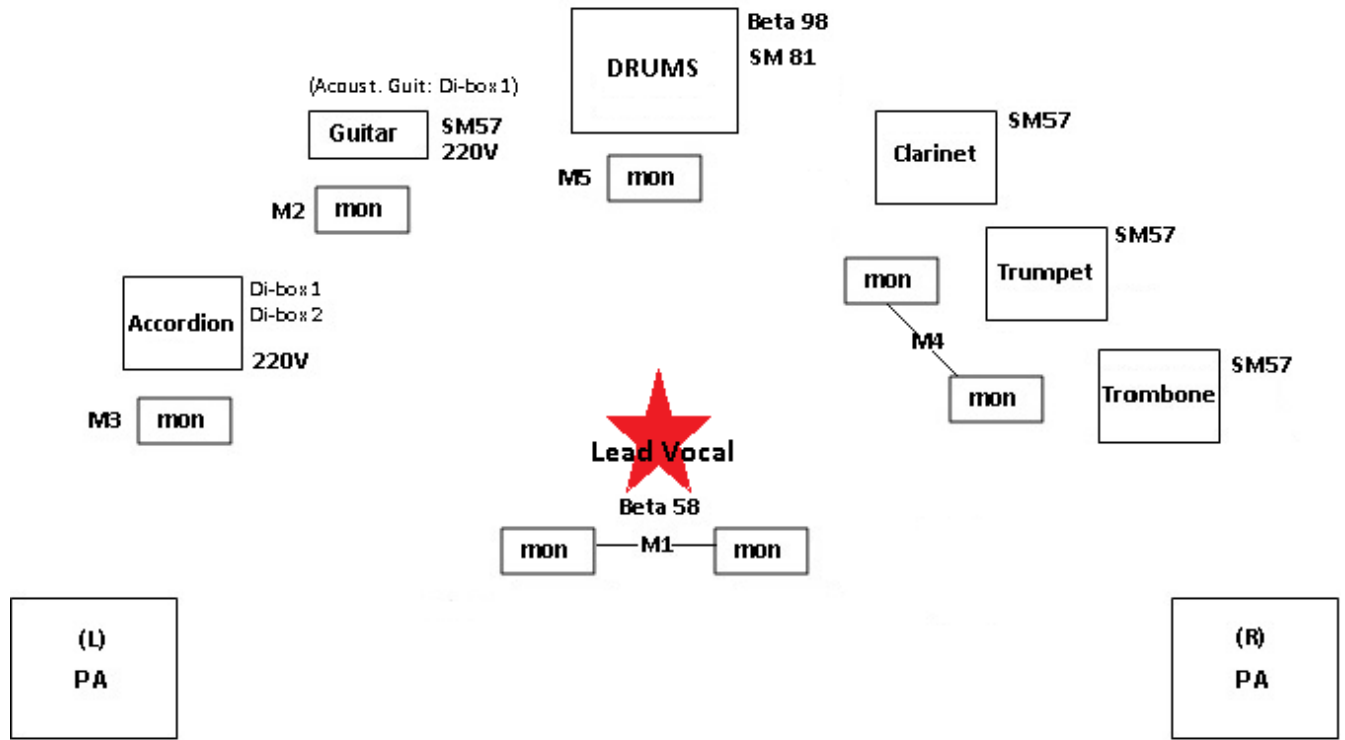 Beta 98
DRUMS
SM 81
(Acoust. Guit: Di-box 1)
Guitar
SM57
220V
SM57
Clarinet
M5
mon
M2
mon
SM57
Trumpet
mon
Di-box 1
Di-box 2
Accordion
220V
M4
SM57
Trombone
mon
M3
mon
Lead Vocal
Beta 58
mon
M1
mon
(L)
PA
(R)
PA